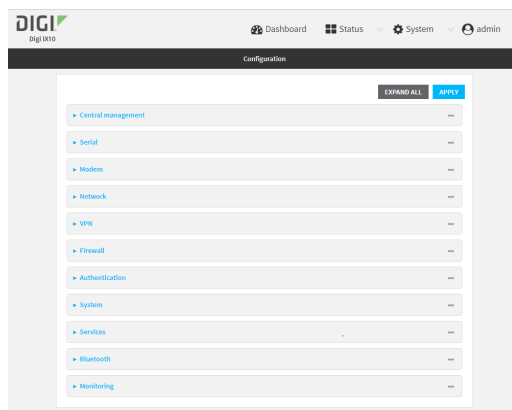 DIGI
Digi IX10
Dashboard Status System admin
Configuration
EXPAND ALL APPLY
Central management
Serial
Modem
Network
VPN
Firewall
Authentication
System
Services
Bluetooth
Monitoring